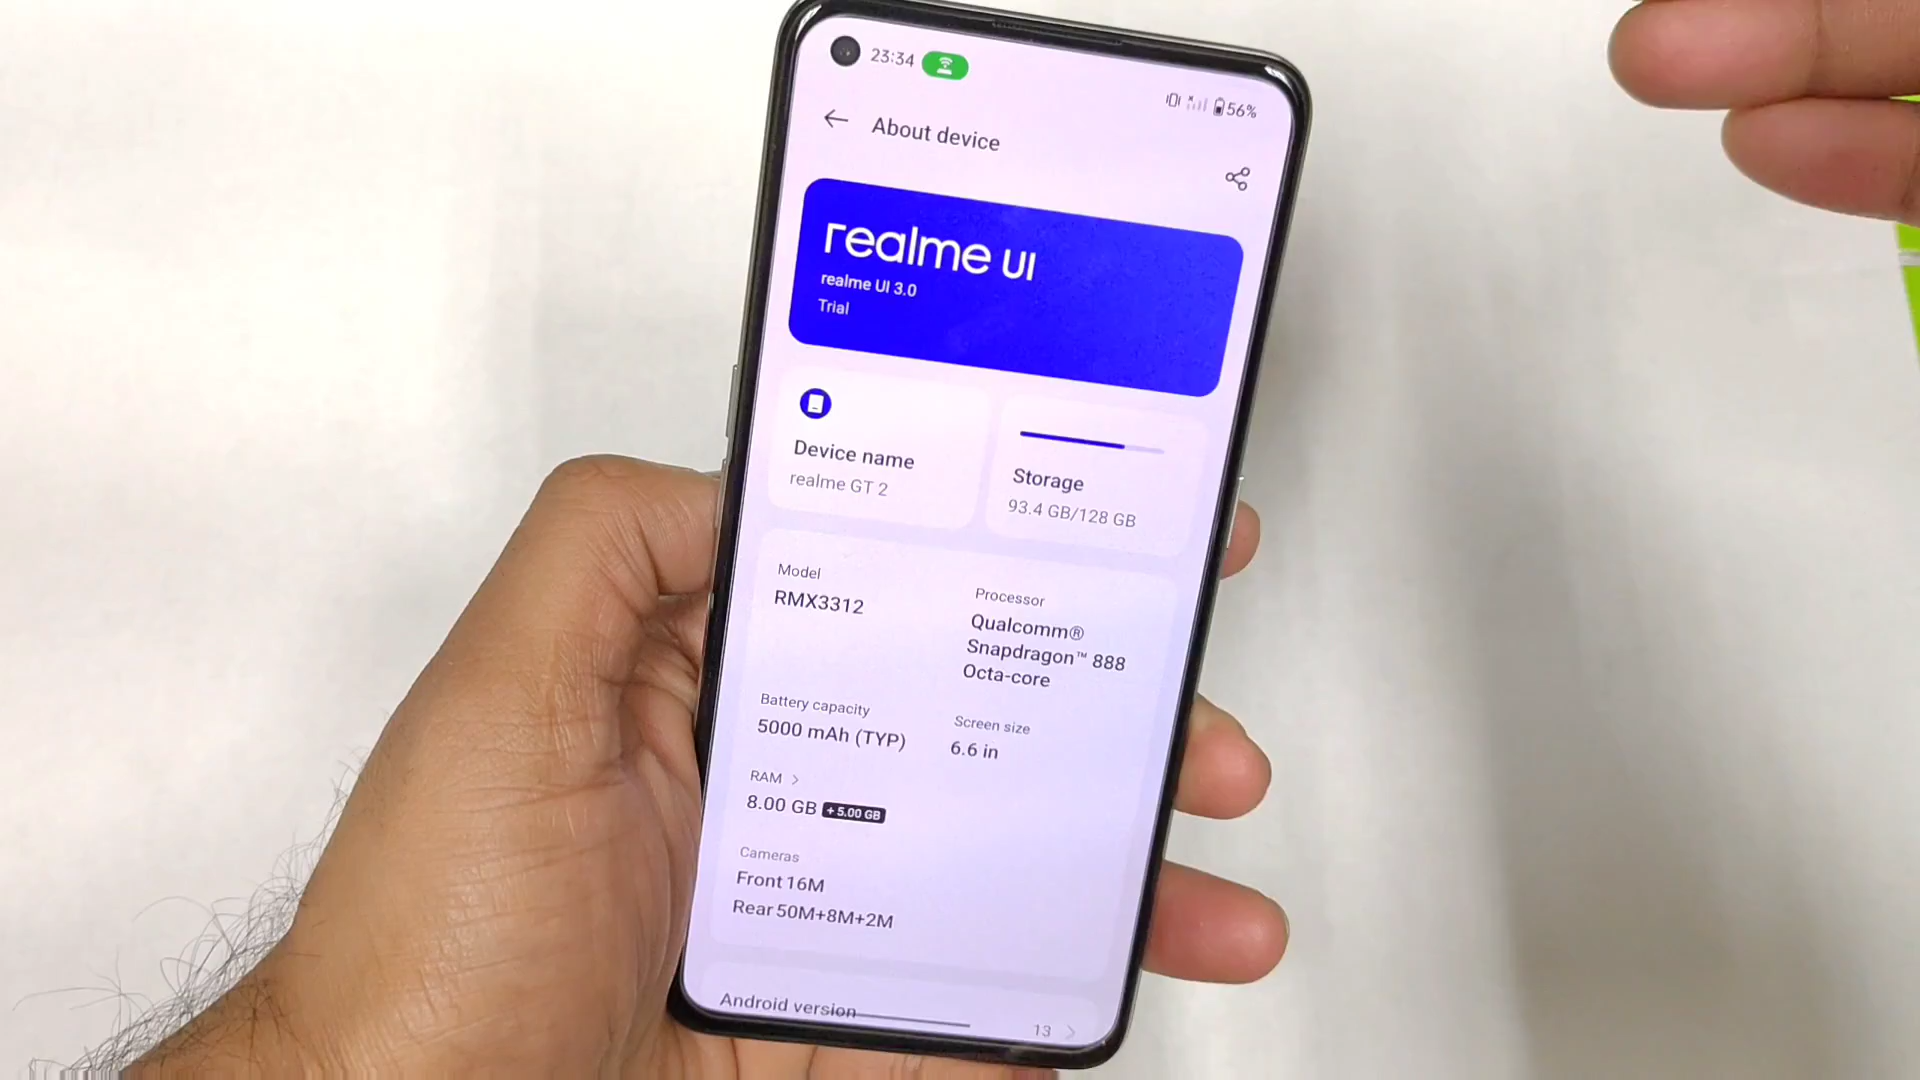 23:34
56%
About device
realme UI
realme UI 3.0
Trial
Device name
realme GT 2
Storage
93.4 GB/128 GB
Model
RMX3312
Processor
Qualcomm®
Snapdragon™ 888
Octa-core
Battery capacity
5000 mAh (TYP)
Screen size
6.6 in
RAM >
8.00 GB + 5.00 GB
Cameras
Front 16M
Rear 50M+8M+2M
Android version
13 >